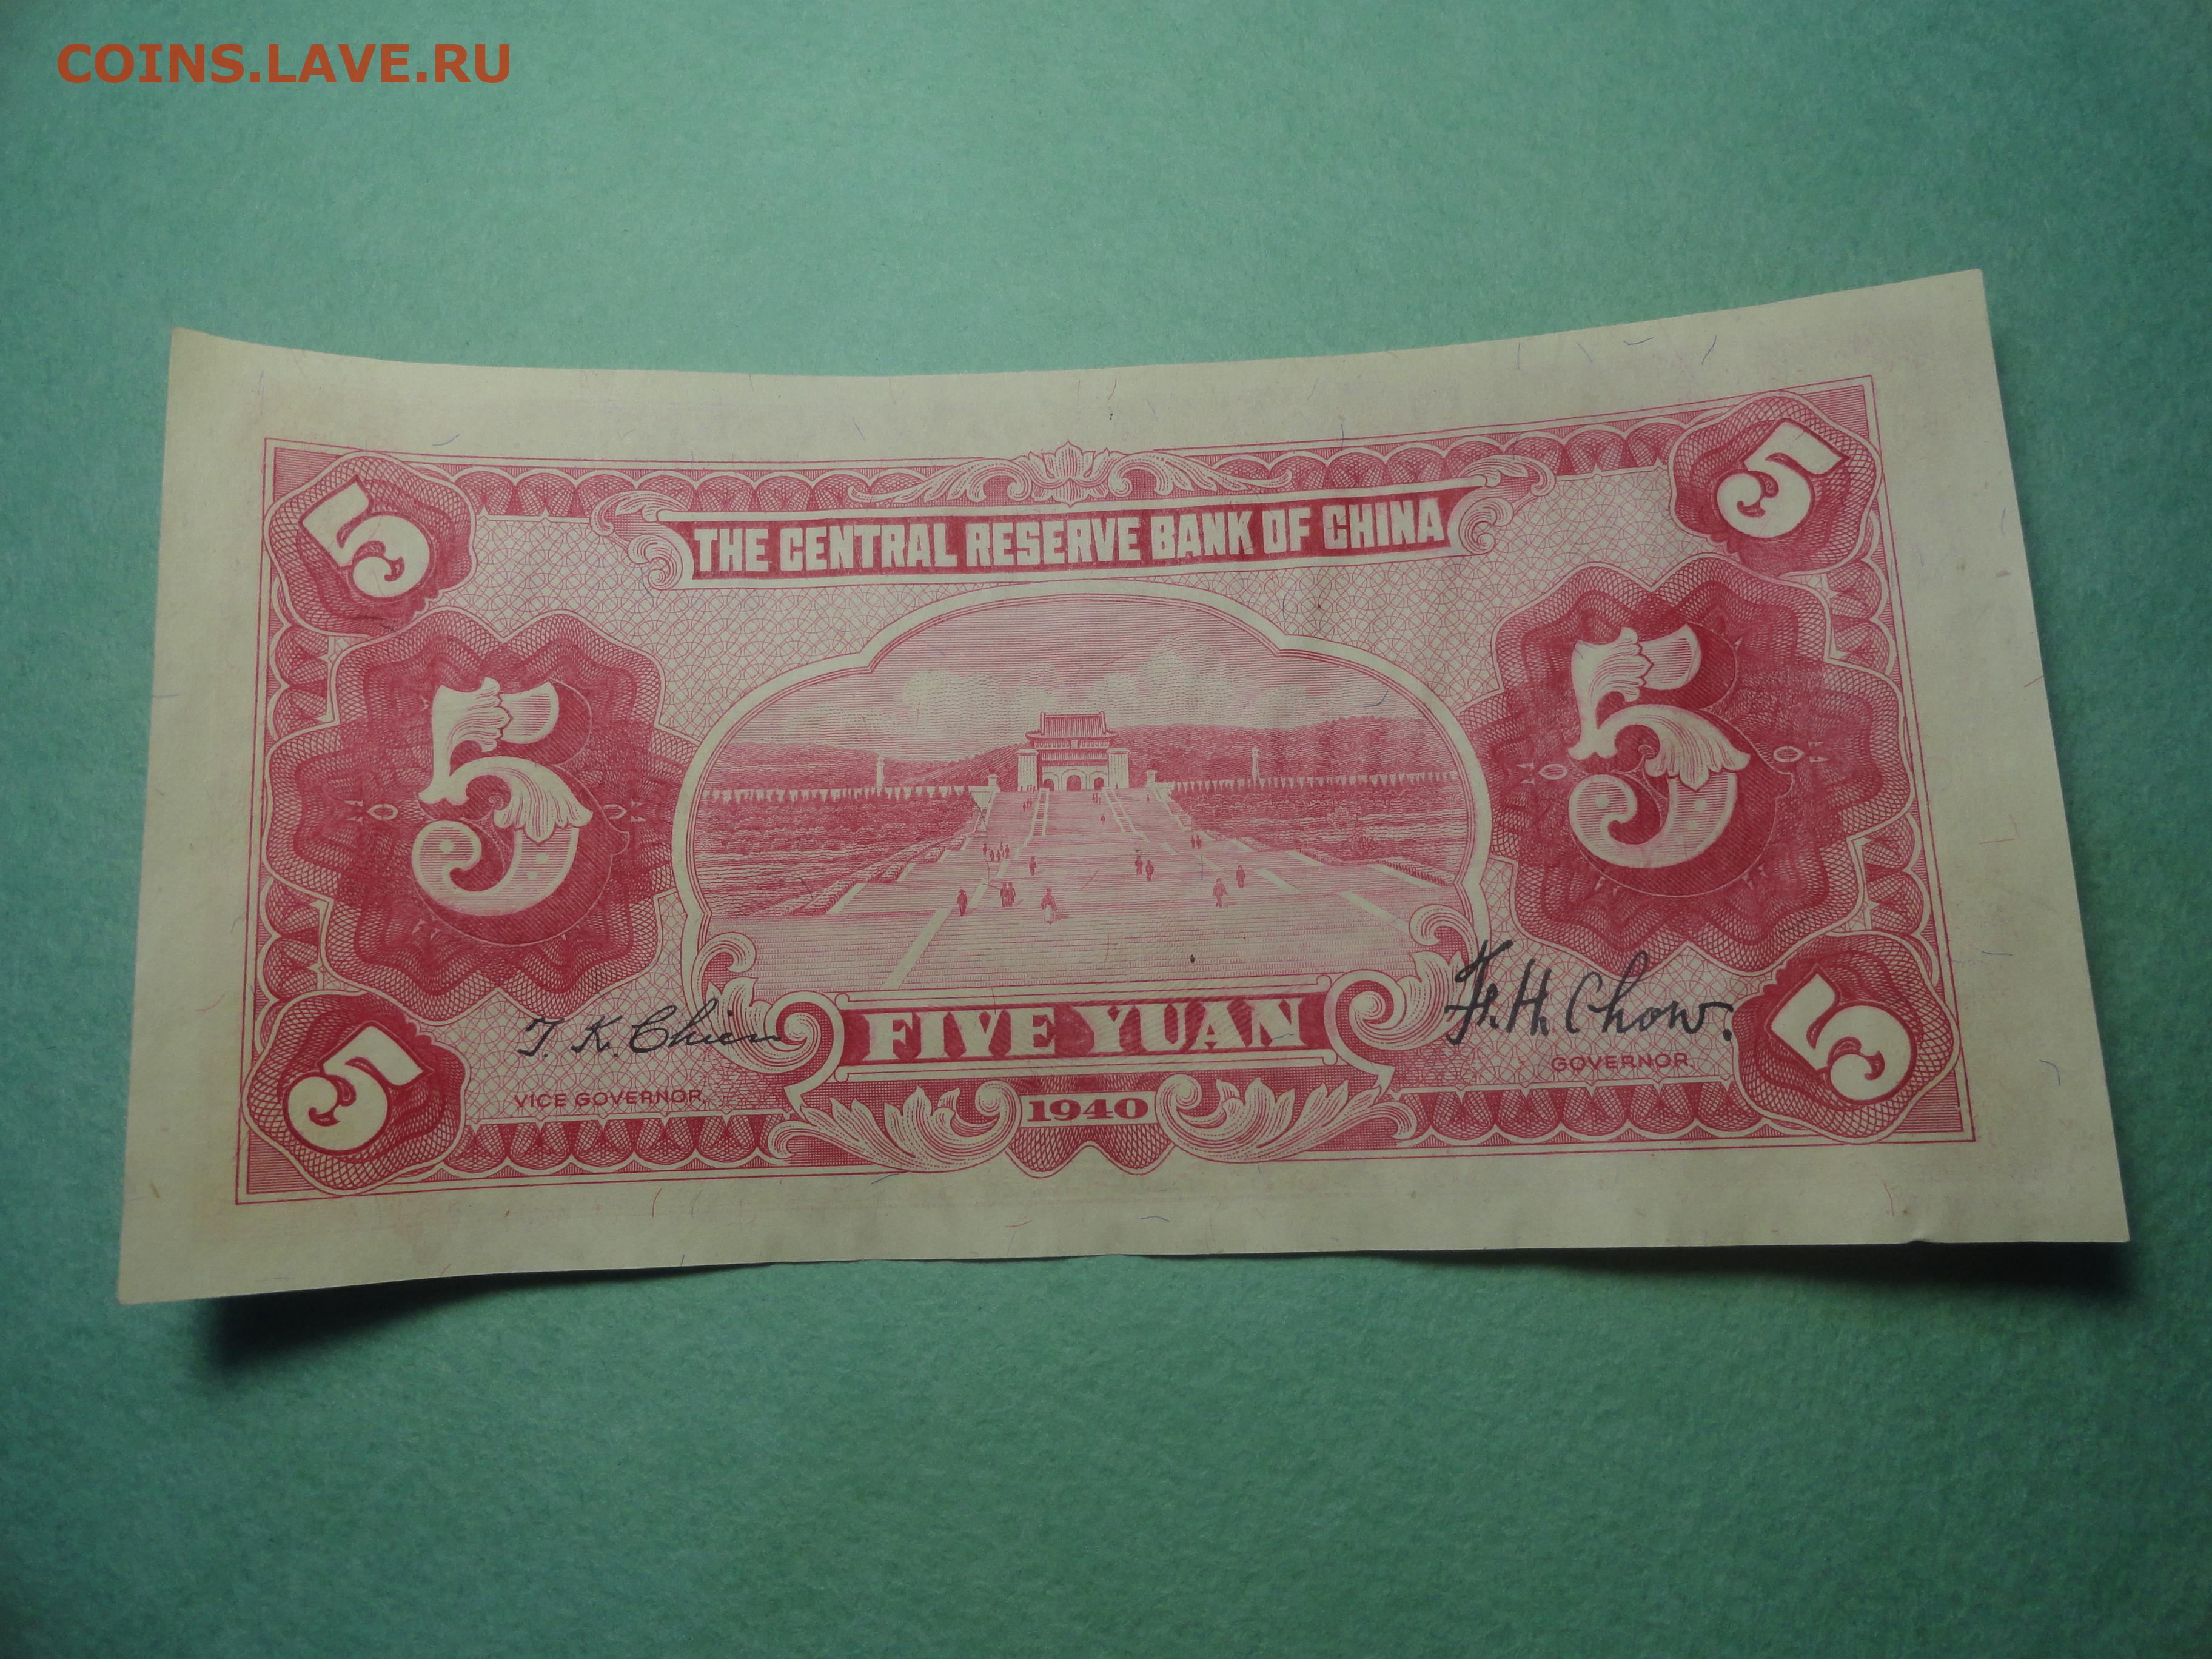 COINS.LAVE.RU
5 5
THE CENTRAL RESERVE BANK OF CHINA
5 5
T. K. Chien F. H. Chow.
FIVE YUAN
VICE GOVERNOR, GOVERNOR.
5 5
1940